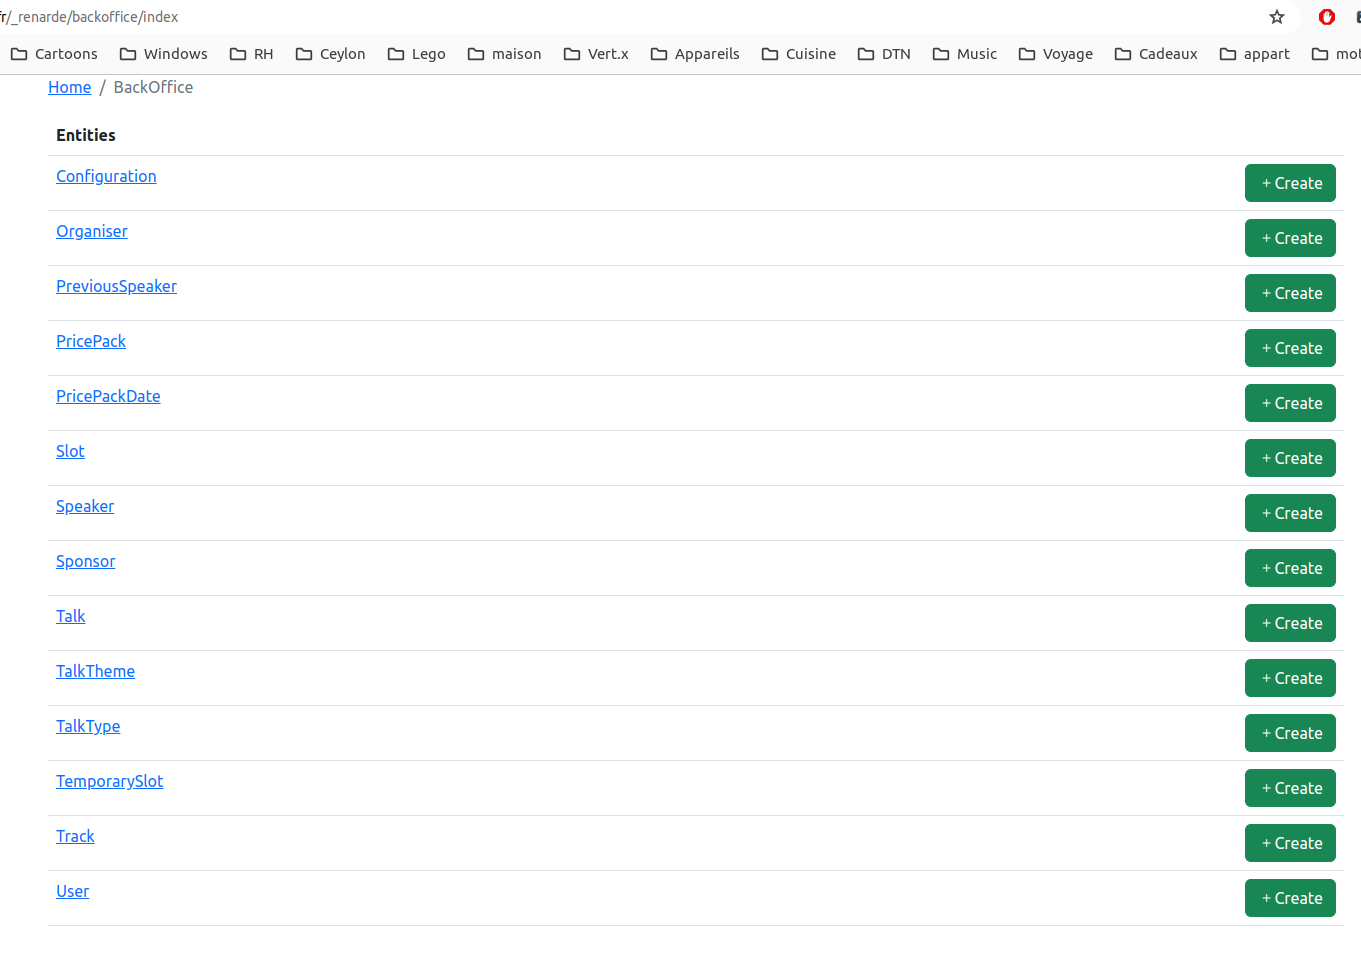 fr/_renarde/backoffice/index
Cartoons Windows RH Ceylon Lego maison Vert.x Appareils Cuisine DTN Music Voyage Cadeaux appart mot
Home / BackOffice
Entities
Configuration + Create
Organiser + Create
PreviousSpeaker + Create
PricePack + Create
PricePackDate + Create
Slot + Create
Speaker + Create
Sponsor + Create
Talk + Create
TalkTheme + Create
TalkType + Create
TemporarySlot + Create
Track + Create
User + Create